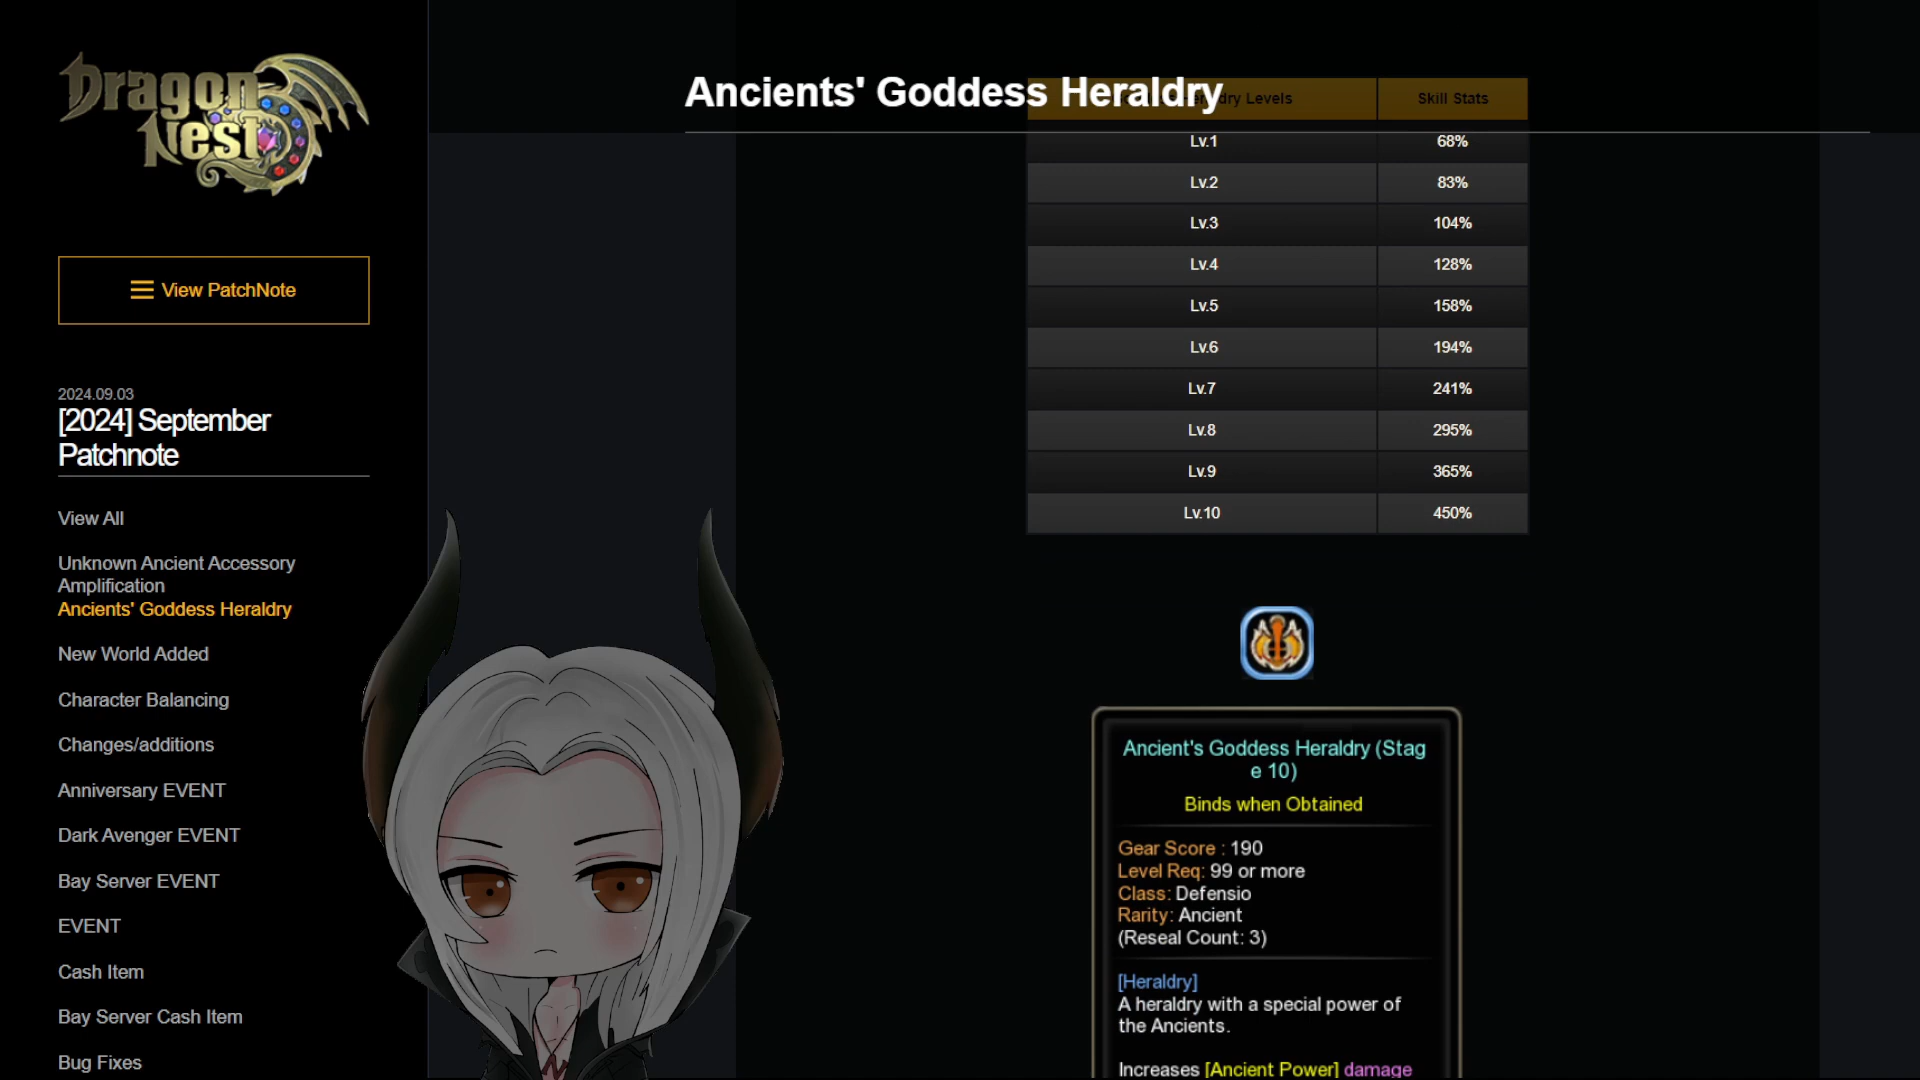 Dragon
Nest
View PatchNote
2024.09.03
[2024] September
Patchnote
View All
Unknown Ancient Accessory
Amplification
Ancients' Goddess Heraldry
New World Added
Character Balancing
Changes/additions
Anniversary EVENT
Dark Avenger EVENT
Bay Server EVENT
EVENT
Cash Item
Bay Server Cash Item
Bug Fixes
Ancients' Goddess Heraldry
Levels Skill Stats
Lv.1 68%
Lv.2 83%
Lv.3 104%
Lv.4 128%
Lv.5 158%
Lv.6 194%
Lv.7 241%
Lv.8 295%
Lv.9 365%
Lv.10 450%
Ancient's Goddess Heraldry (Stag
e 10)
Binds when Obtained
Gear Score : 190
Level Req: 99 or more
Class: Defensio
Rarity: Ancient
(Reseal Count: 3)
[Heraldry]
A heraldry with a special power of
the Ancients.
Increases [Ancient Power] damage